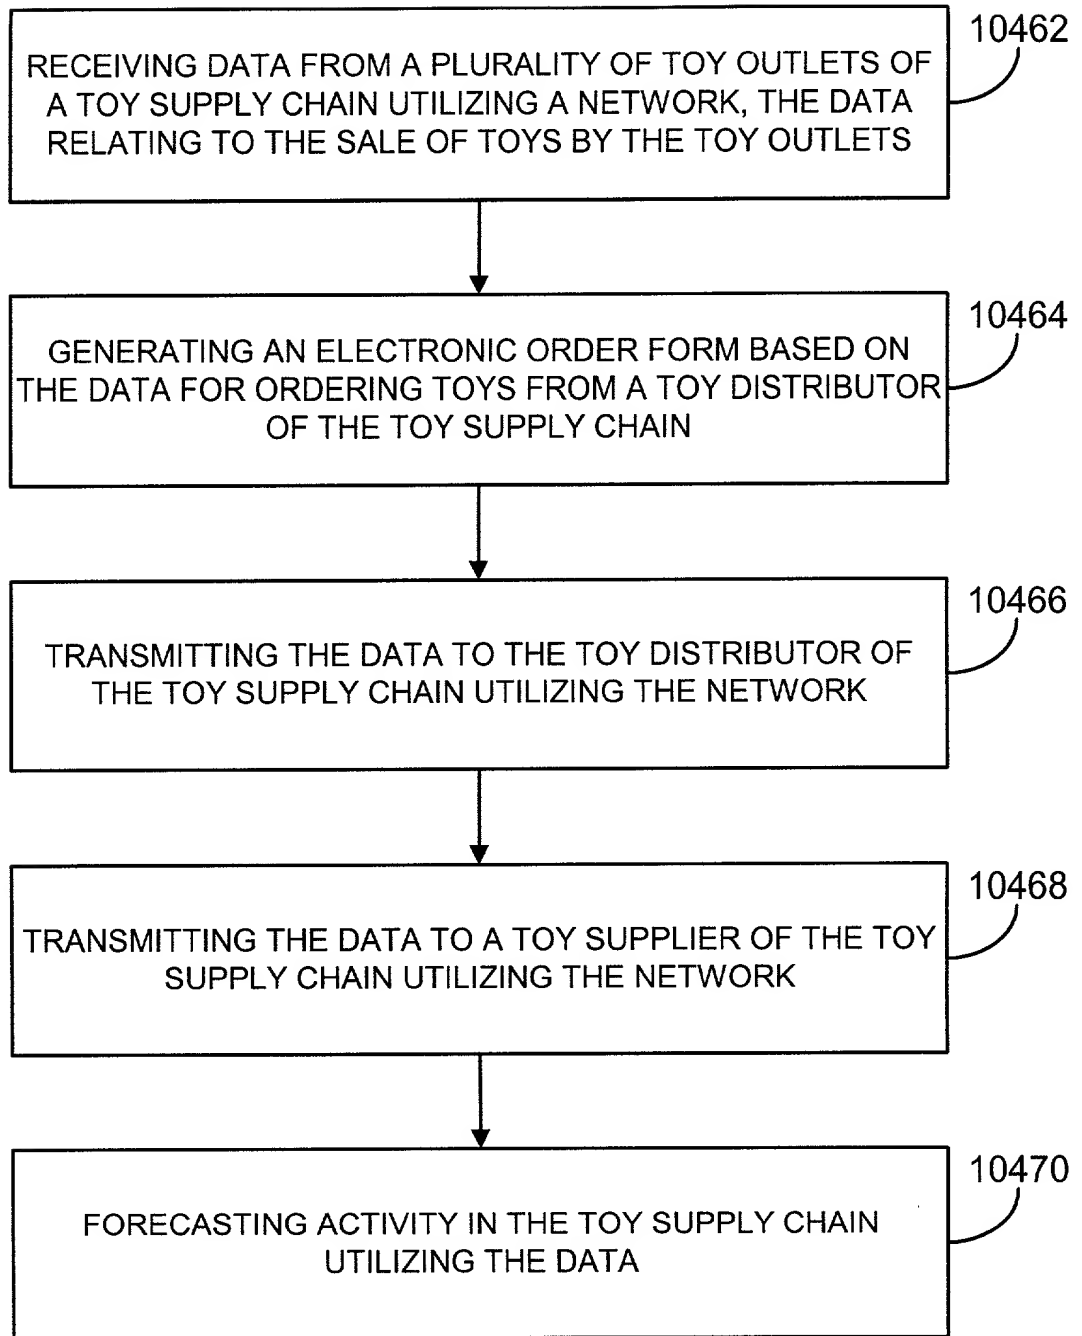 10462
RECEIVING DATA FROM A PLURALITY OF TOY OUTLETS OF
A TOY SUPPLY CHAIN UTILIZING A NETWORK, THE DATA
RELATING TO THE SALE OF TOYS BY THE TOY OUTLETS
10464
GENERATING AN ELECTRONIC ORDER FORM BASED ON
THE DATA FOR ORDERING TOYS FROM A TOY DISTRIBUTOR
OF THE TOY SUPPLY CHAIN
10466
TRANSMITTING THE DATA TO THE TOY DISTRIBUTOR OF
THE TOY SUPPLY CHAIN UTILIZING THE NETWORK
10468
TRANSMITTING THE DATA TO A TOY SUPPLIER OF THE TOY
SUPPLY CHAIN UTILIZING THE NETWORK
10470
FORECASTING ACTIVITY IN THE TOY SUPPLY CHAIN
UTILIZING THE DATA